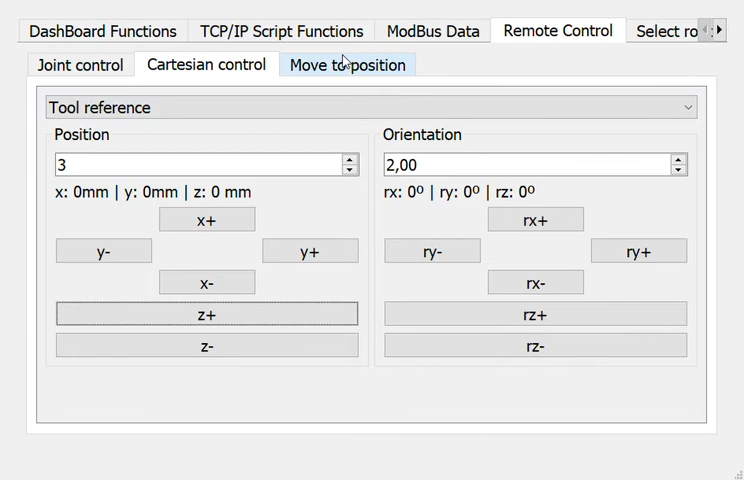 DashBoard Functions TCP/IP Script Functions ModBus Data Remote Control Select ro
Joint control Cartesian control Move to position
Tool reference
Position Orientation
3 2,00
x: 0mm | y: 0mm | z: 0 mm rx: 0º | ry: 0º | rz: 0º
x+ rx+
y- y+ ry- ry+
x- rx-
z+ rz+
z- rz-